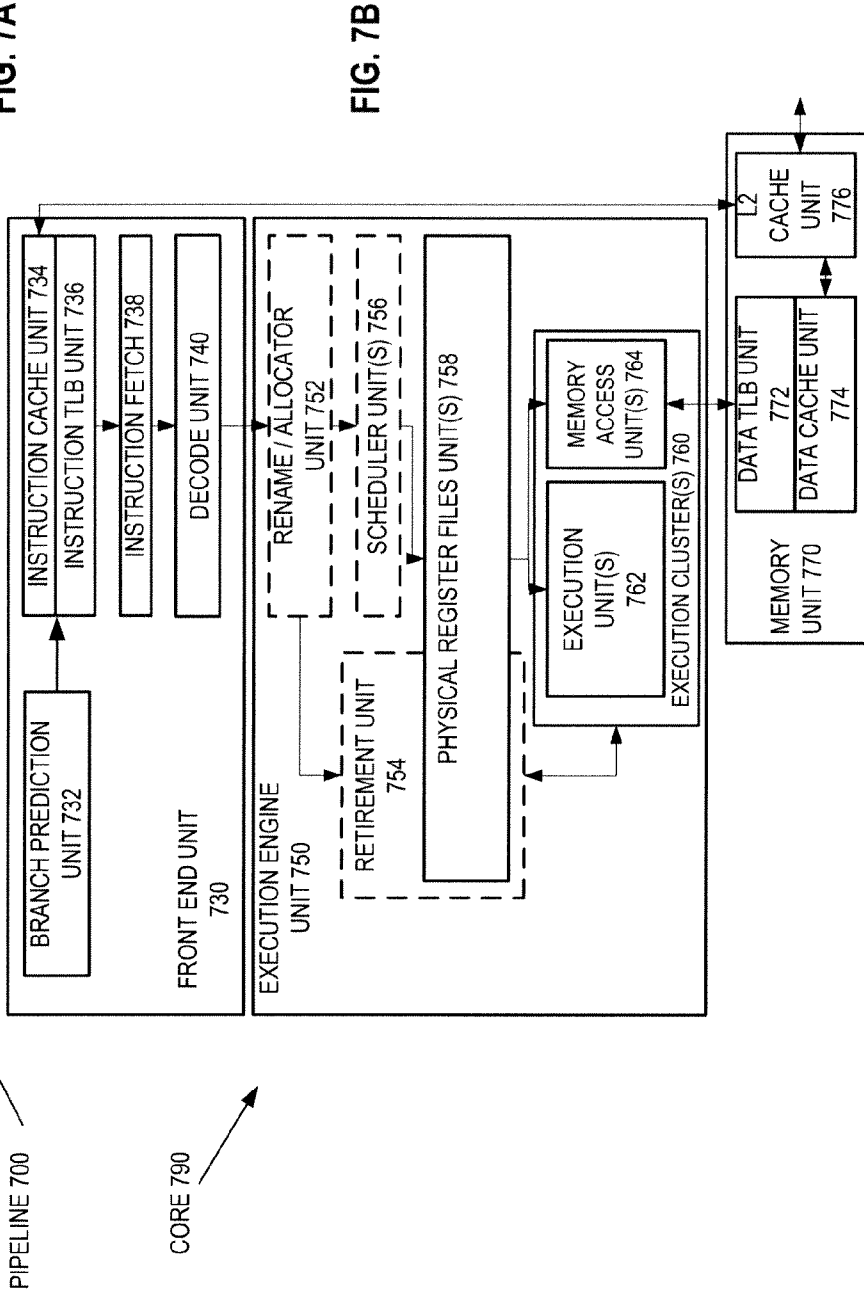 FIG. 7A
PIPELINE 700
FIG. 7B
CORE 790
BRANCH PREDICTION
UNIT 732
INSTRUCTION CACHE UNIT 734
INSTRUCTION TLB UNIT 736
INSTRUCTION FETCH 738
DECODE UNIT 740
FRONT END UNIT
730
EXECUTION ENGINE
UNIT 750
RENAME / ALLOCATOR
UNIT 752
SCHEDULER UNIT(S) 756
RETIREMENT UNIT
754
PHYSICAL REGISTER FILES UNIT(S) 758
EXECUTION
UNIT(S)
762
MEMORY
ACCESS
UNIT(S) 764
EXECUTION CLUSTER(S) 760
MEMORY
UNIT 770
DATA TLB UNIT
772
DATA CACHE UNIT
774
L2
CACHE
UNIT
776